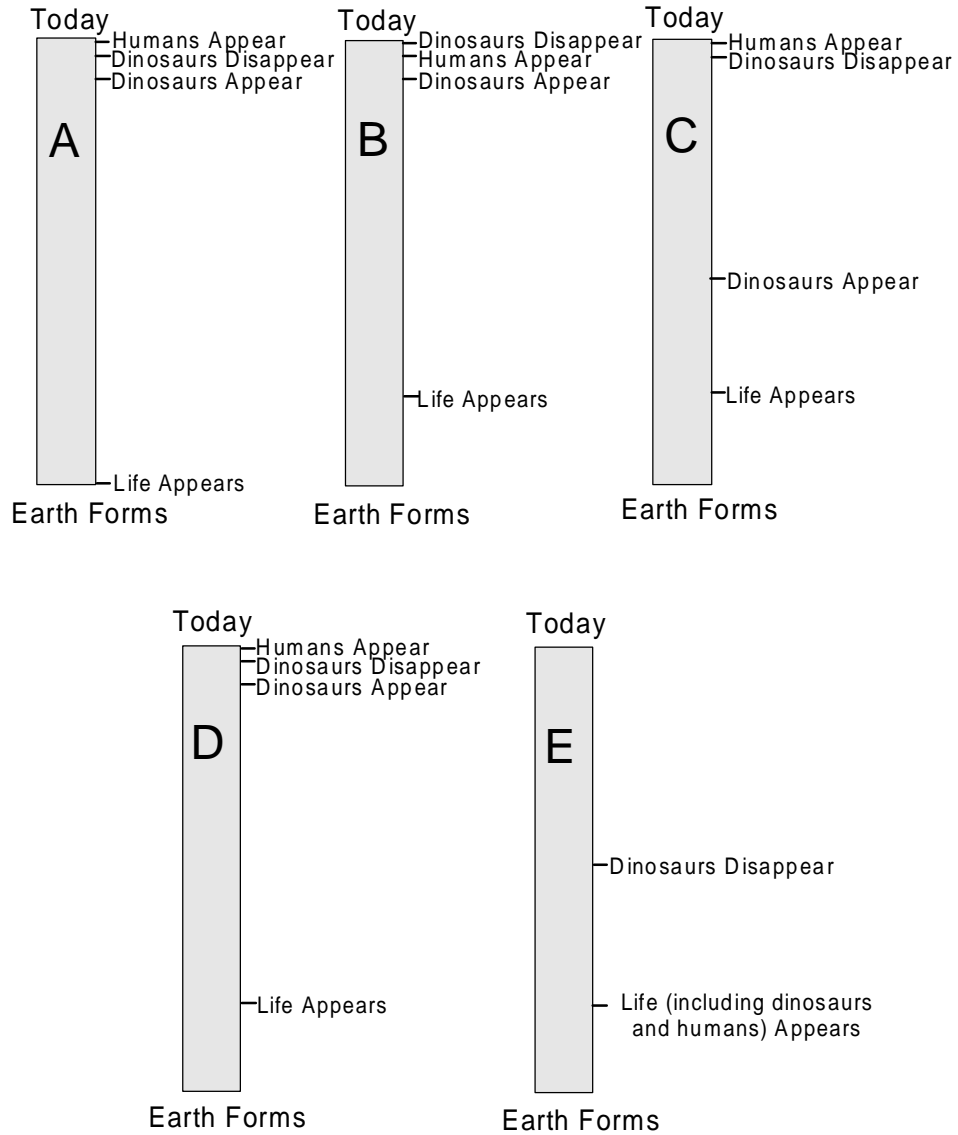 Today
Humans Appear
Dinosaurs Disappear
Dinosaurs Appear
A
Life Appears
Earth Forms
Today
Dinosaurs Disappear
Humans Appear
Dinosaurs Appear
B
Life Appears
Earth Forms
Today
Humans Appear
Dinosaurs Disappear
C
Dinosaurs Appear
Life Appears
Earth Forms
Today
Humans Appear
Dinosaurs Disappear
Dinosaurs Appear
D
Life Appears
Earth Forms
Today
E
Dinosaurs Disappear
Life (including dinosaurs
and humans) Appears
Earth Forms